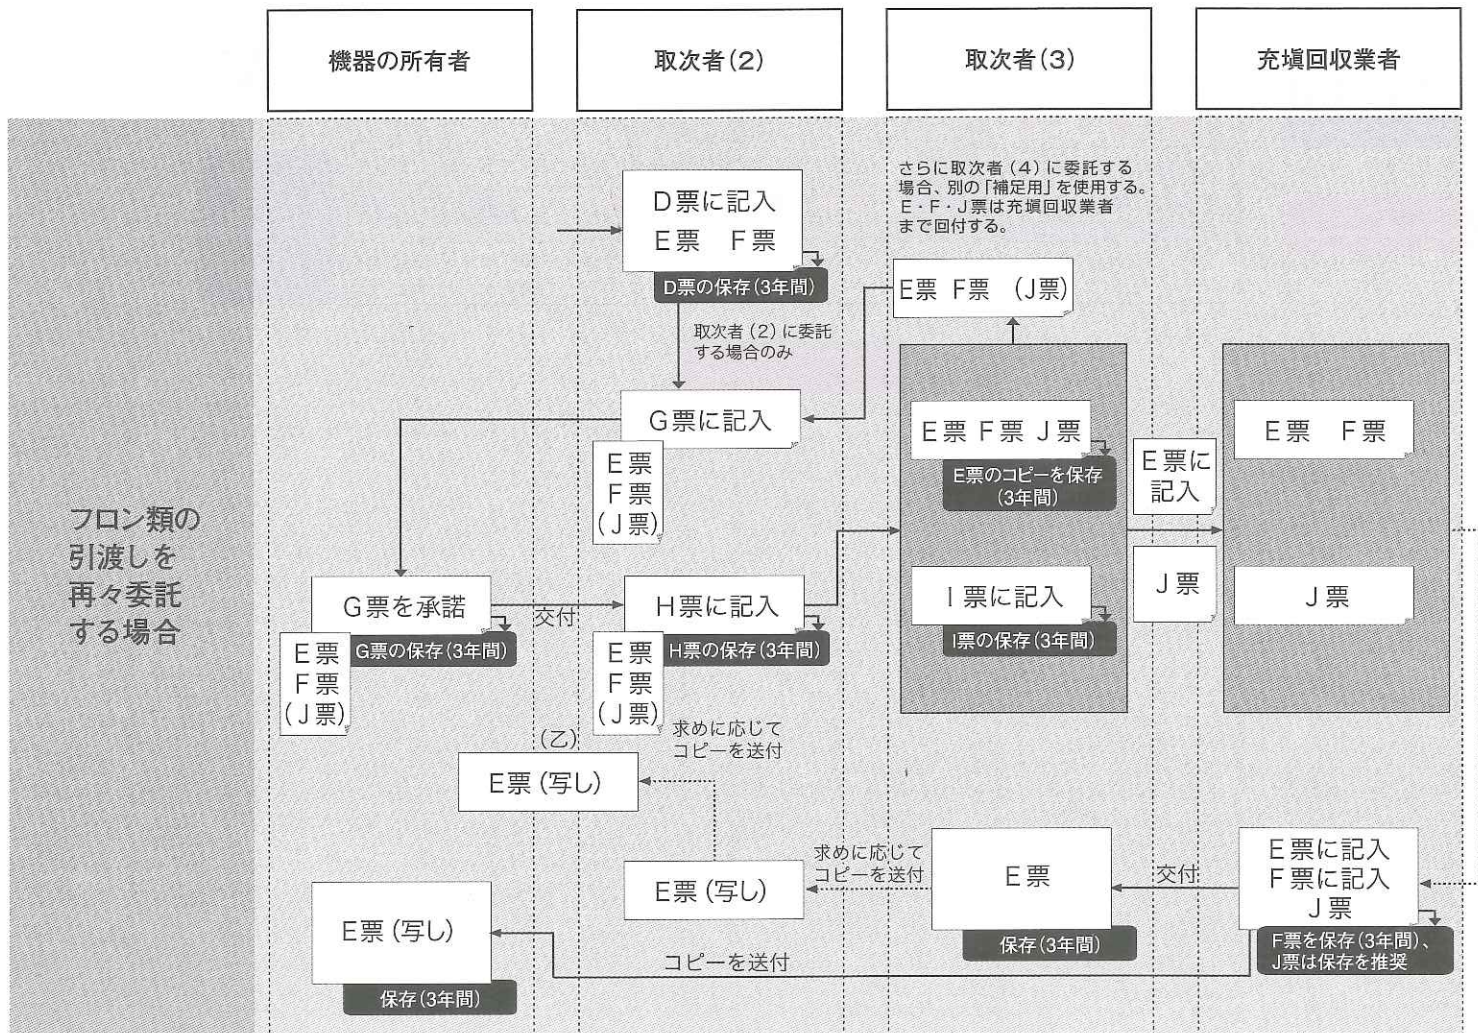 機器の所有者
取次者(2)
取次者(3)
充塡回収業者
フロン類の
引渡しを
再々委託
する場合
D票に記入
E票 F票
D票の保存(3年間)
取次者(2)に委託
する場合のみ
さらに取次者(4)に委託する
場合、別の「補足用」を使用する。
E・F・J票は充塡回収業者
まで回付する。
E票 F票 (J票)
G票に記入
E票
F票
(J票)
E票 F票 J票
E票のコピーを保存
(3年間)
E票に
記入
J票
E票 F票
J票
I票に記入
I票の保存(3年間)
G票を承諾
G票の保存(3年間)
E票
F票
(J票)
交付
H票に記入
H票の保存(3年間)
E票
F票
(J票)
求めに応じて
コピーを送付
(乙)
E票(写し)
E票(写し)
求めに応じて
コピーを送付
E票
保存(3年間)
交付
E票に記入
F票に記入
J票
F票を保存(3年間)、
J票は保存を推奨
E票(写し)
保存(3年間)
コピーを送付